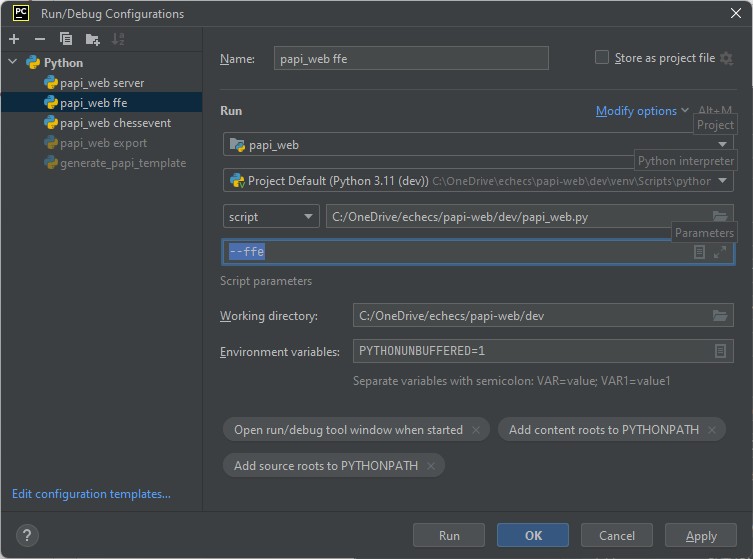 PC Run/Debug Configurations
Python
papi_web server
papi_web ffe
papi_web chessevent
papi_web export
generate_papi_template
Edit configuration templates...
?
Name: papi_web ffe Store as project file
Run Modify options Alt+M
Project
papi_web
Python interpreter
Project Default (Python 3.11 (dev)) C:\OneDrive\echecs\papi-web\dev\venv\Scripts\pythor
script C:/OneDrive/echecs/papi-web/dev/papi_web.py
Parameters
--ffe
Script parameters
Working directory: C:/OneDrive/echecs/papi-web/dev
Environment variables: PYTHONUNBUFFERED=1
Separate variables with semicolon: VAR=value; VAR1=value1
Open run/debug tool window when started × Add content roots to PYTHONPATH ×
Add source roots to PYTHONPATH ×
Run OK Cancel Apply